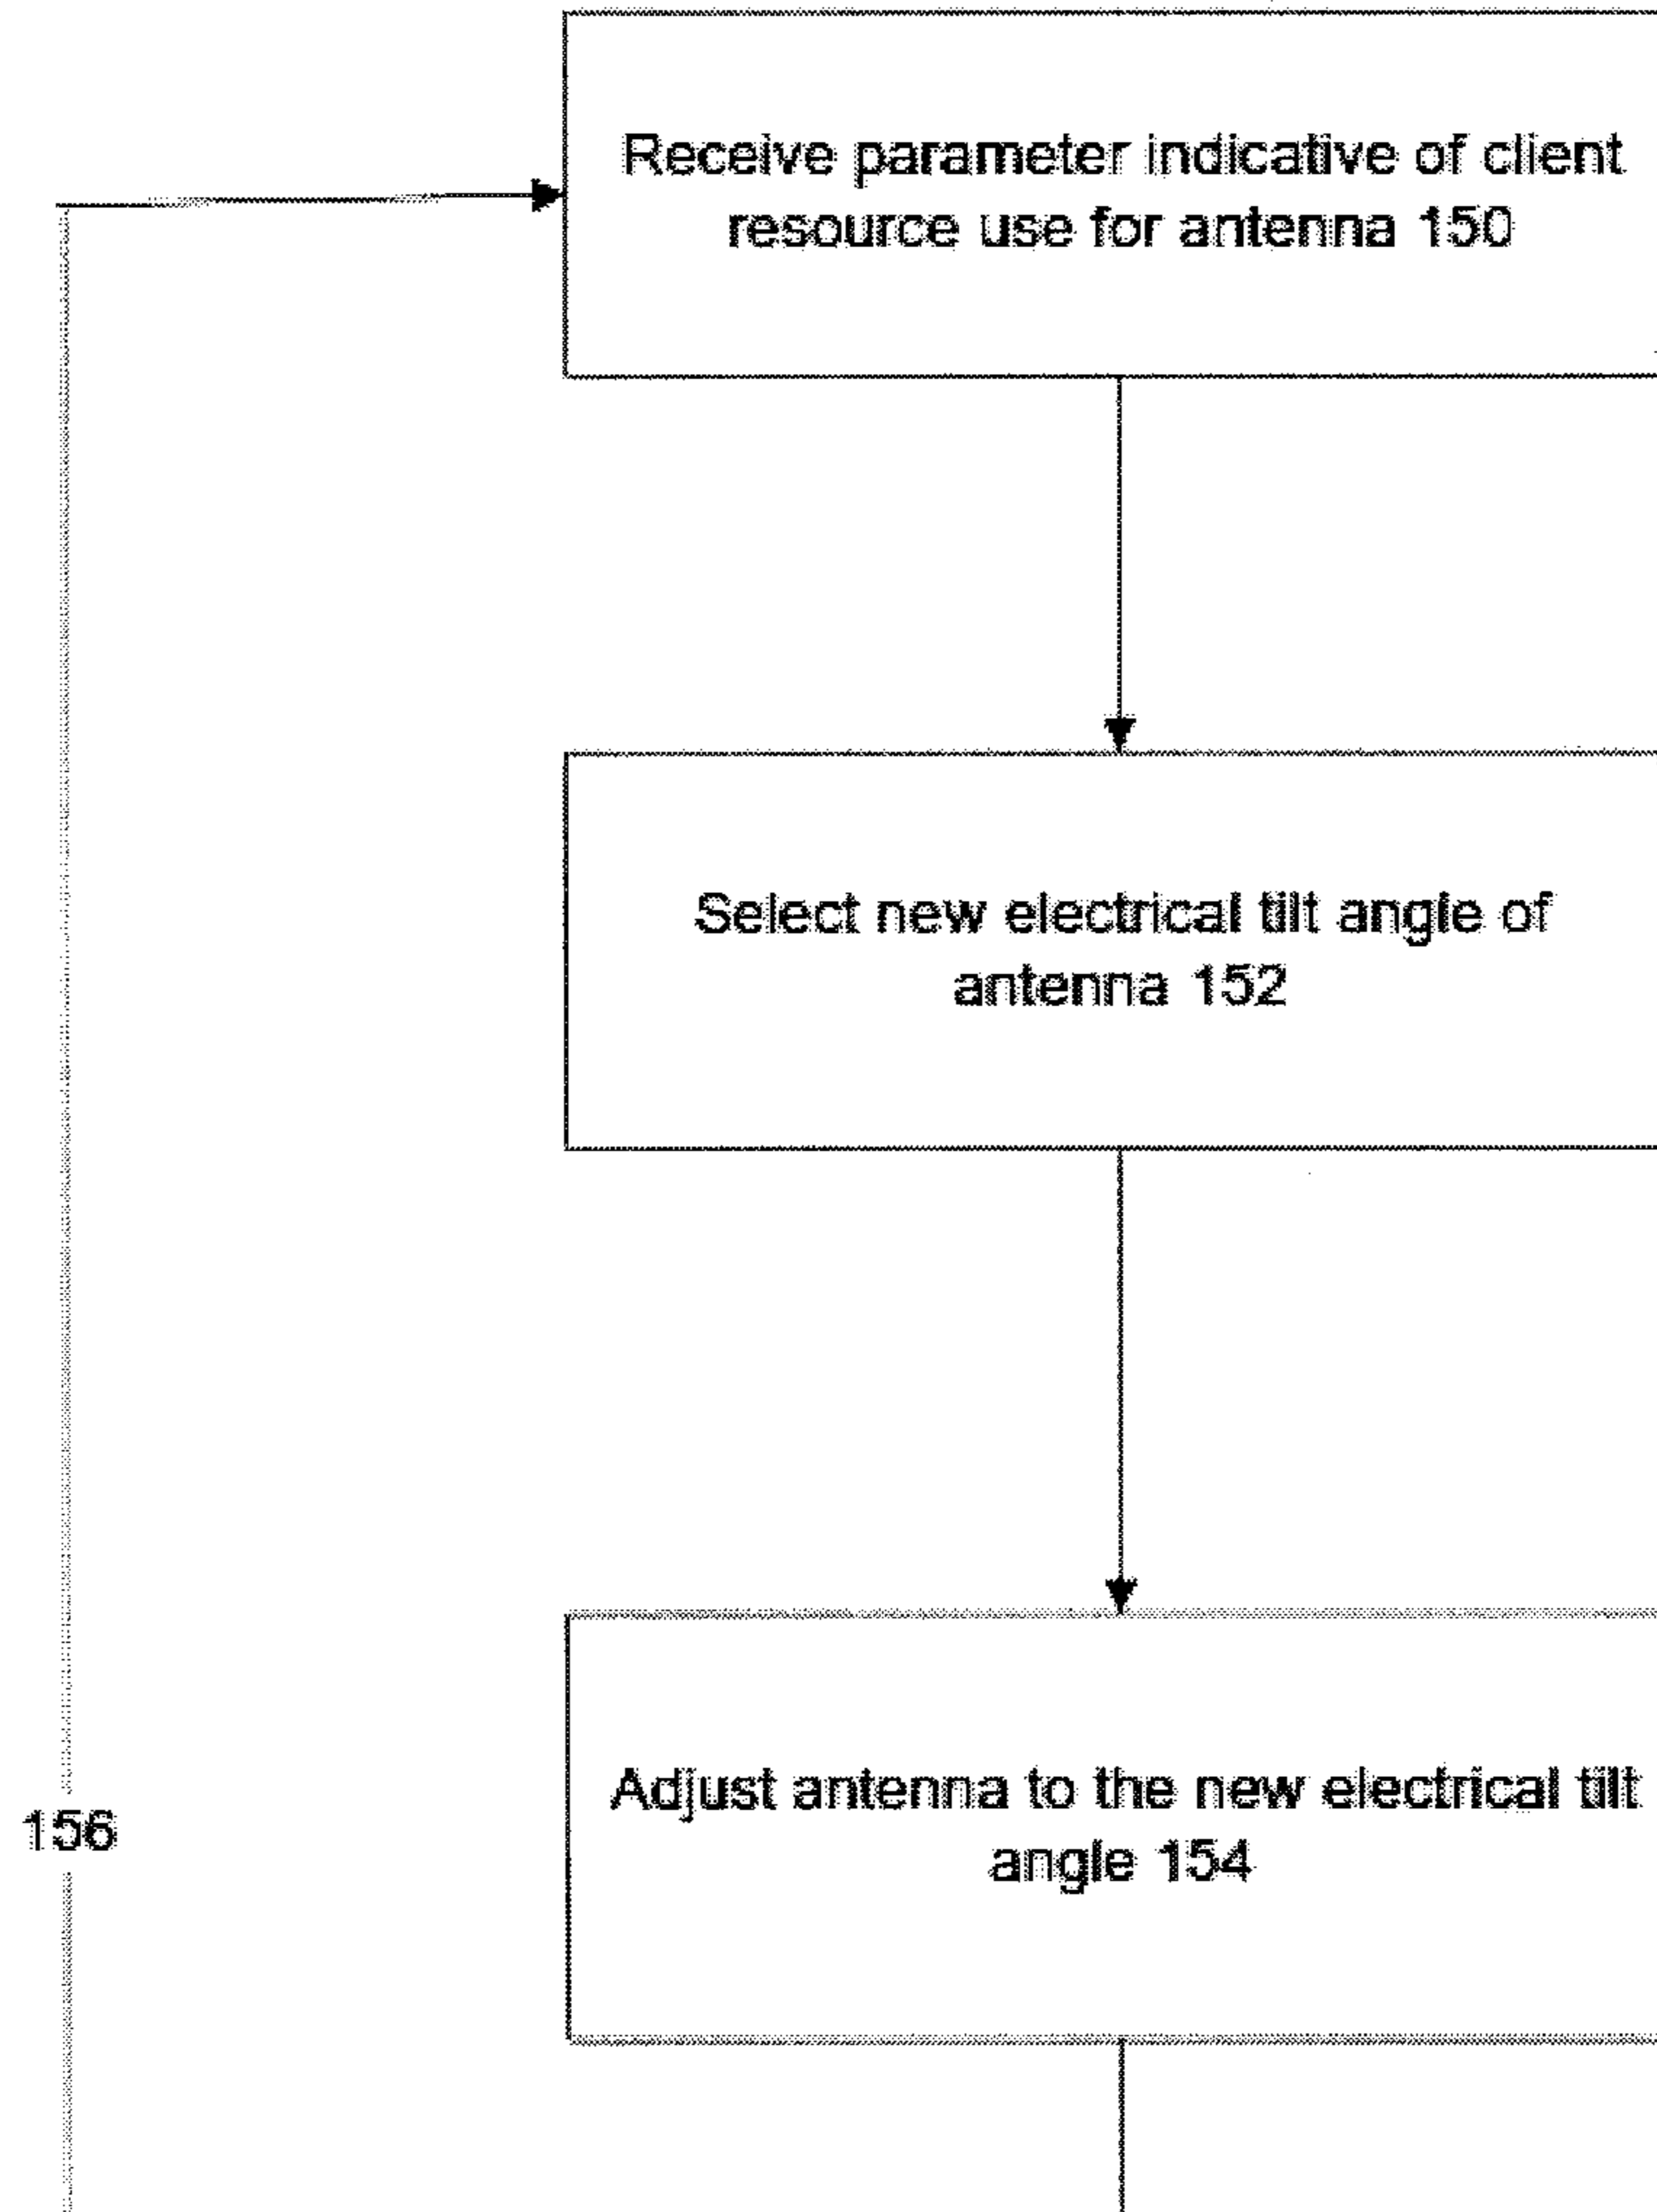 Receive parameter indicative of client
resource use for antenna 150
Select new electrical tilt angle of
antenna 152
Adjust antenna to the new electrical tilt
angle 154
156